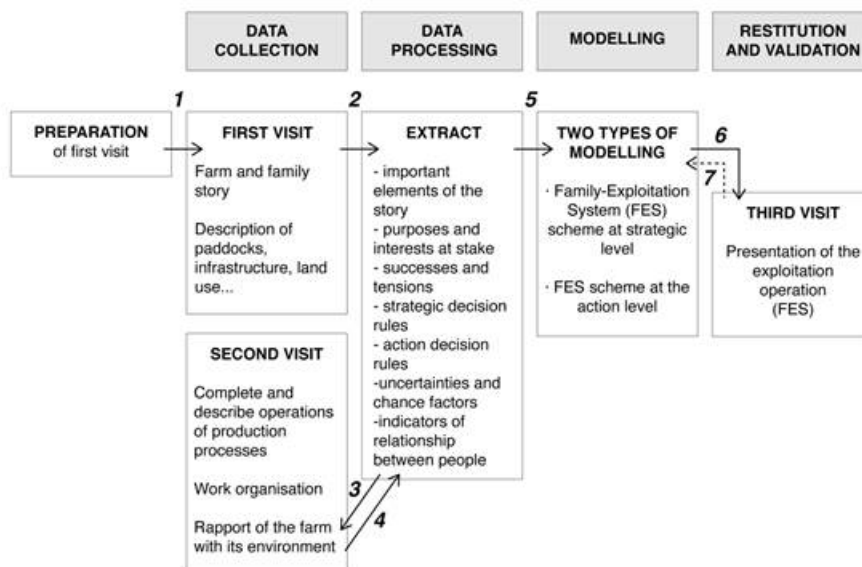 DATA
COLLECTION
DATA
PROCESSING
MODELLING
RESTITUTION
AND VALIDATION
1
2
5
PREPARATION
of first visit
FIRST VISIT
Farm and family
story
Description of
paddocks,
infrastructure, land
use...
EXTRACT
- important
elements of the
story
- purposes and
interests at stake
- successes and
tensions
- strategic decision
rules
- action decision
rules
-uncertainties and
chance factors
-indicators of
relationship
between people
TWO TYPES OF
MODELLING
· Family-Exploitation
System (FES)
scheme at strategic
level
· FES scheme at the
action level
6
7
THIRD VISIT
Presentation of the
exploitation
operation
(FES)
SECOND VISIT
Complete and
describe operations
of production
processes
Work organisation
Rapport of the farm
with its environment
3
4